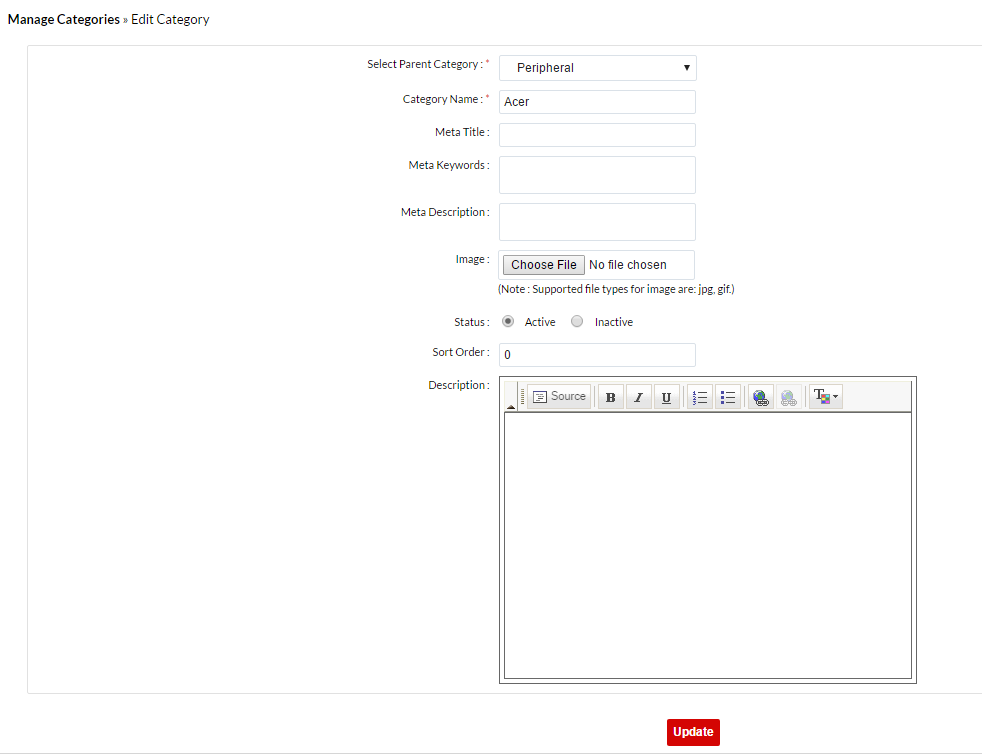 Manage Categories » Edit Category
Select Parent Category : * Peripheral
Category Name : * Acer
Meta Title :
Meta Keywords :
Meta Description :
Image : Choose File No file chosen
(Note : Supported file types for image are: jpg, gif.)
Status : Active Inactive
Sort Order : 0
Description : Source B I U
Update